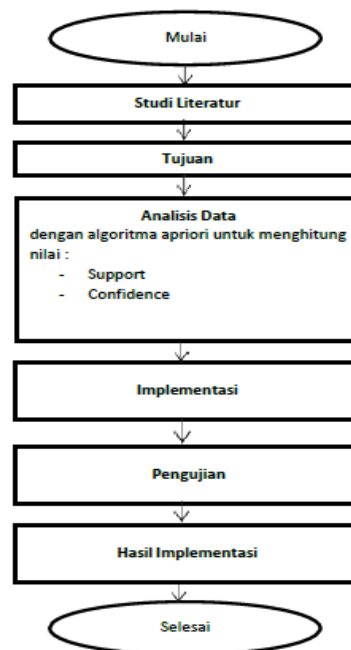 Mulai
Studi Literatur
Tujuan
Analisis Data
dengan algoritma apriori untuk menghitung
nilai :
- Support
- Confidence
Implementasi
Pengujian
Hasil Implementasi
Selesai